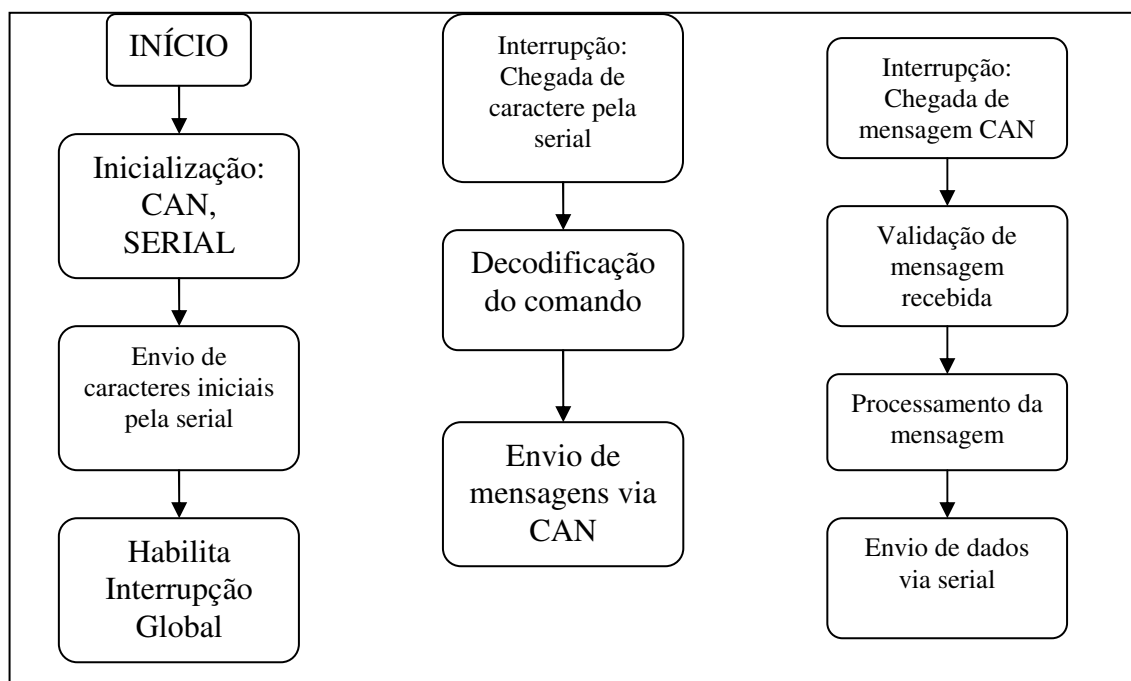 INÍCIO
Inicialização:
CAN,
SERIAL
Envio de
caracteres iniciais
pela serial
Habilita
Interrupção
Global
Interrupção:
Chegada de
caractere pela
serial
Decodificação
do comando
Envio de
mensagens via
CAN
Interrupção:
Chegada de
mensagem CAN
Validação de
mensagem
recebida
Processamento da
mensagem
Envio de dados
via serial